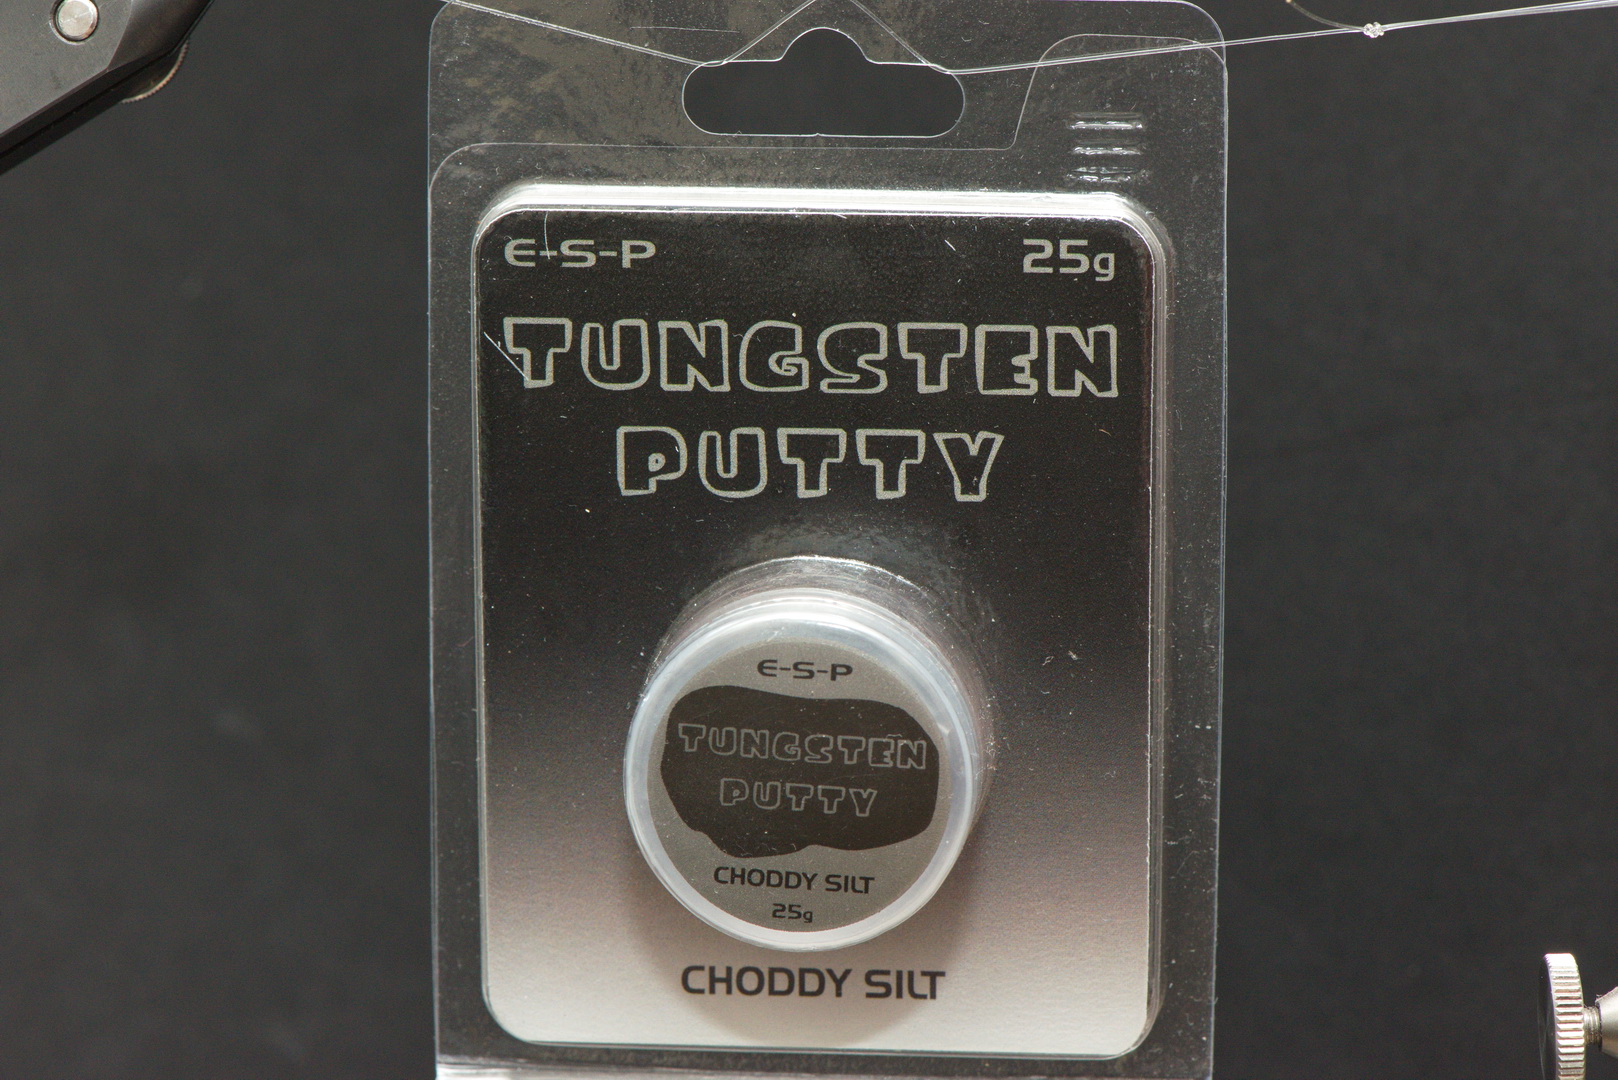 E-S-P 25g
TUNGSTEN
PUTTY
E-S-P
TUNGSTEN
PUTTY
CHODDY SILT
25g
CHODDY SILT